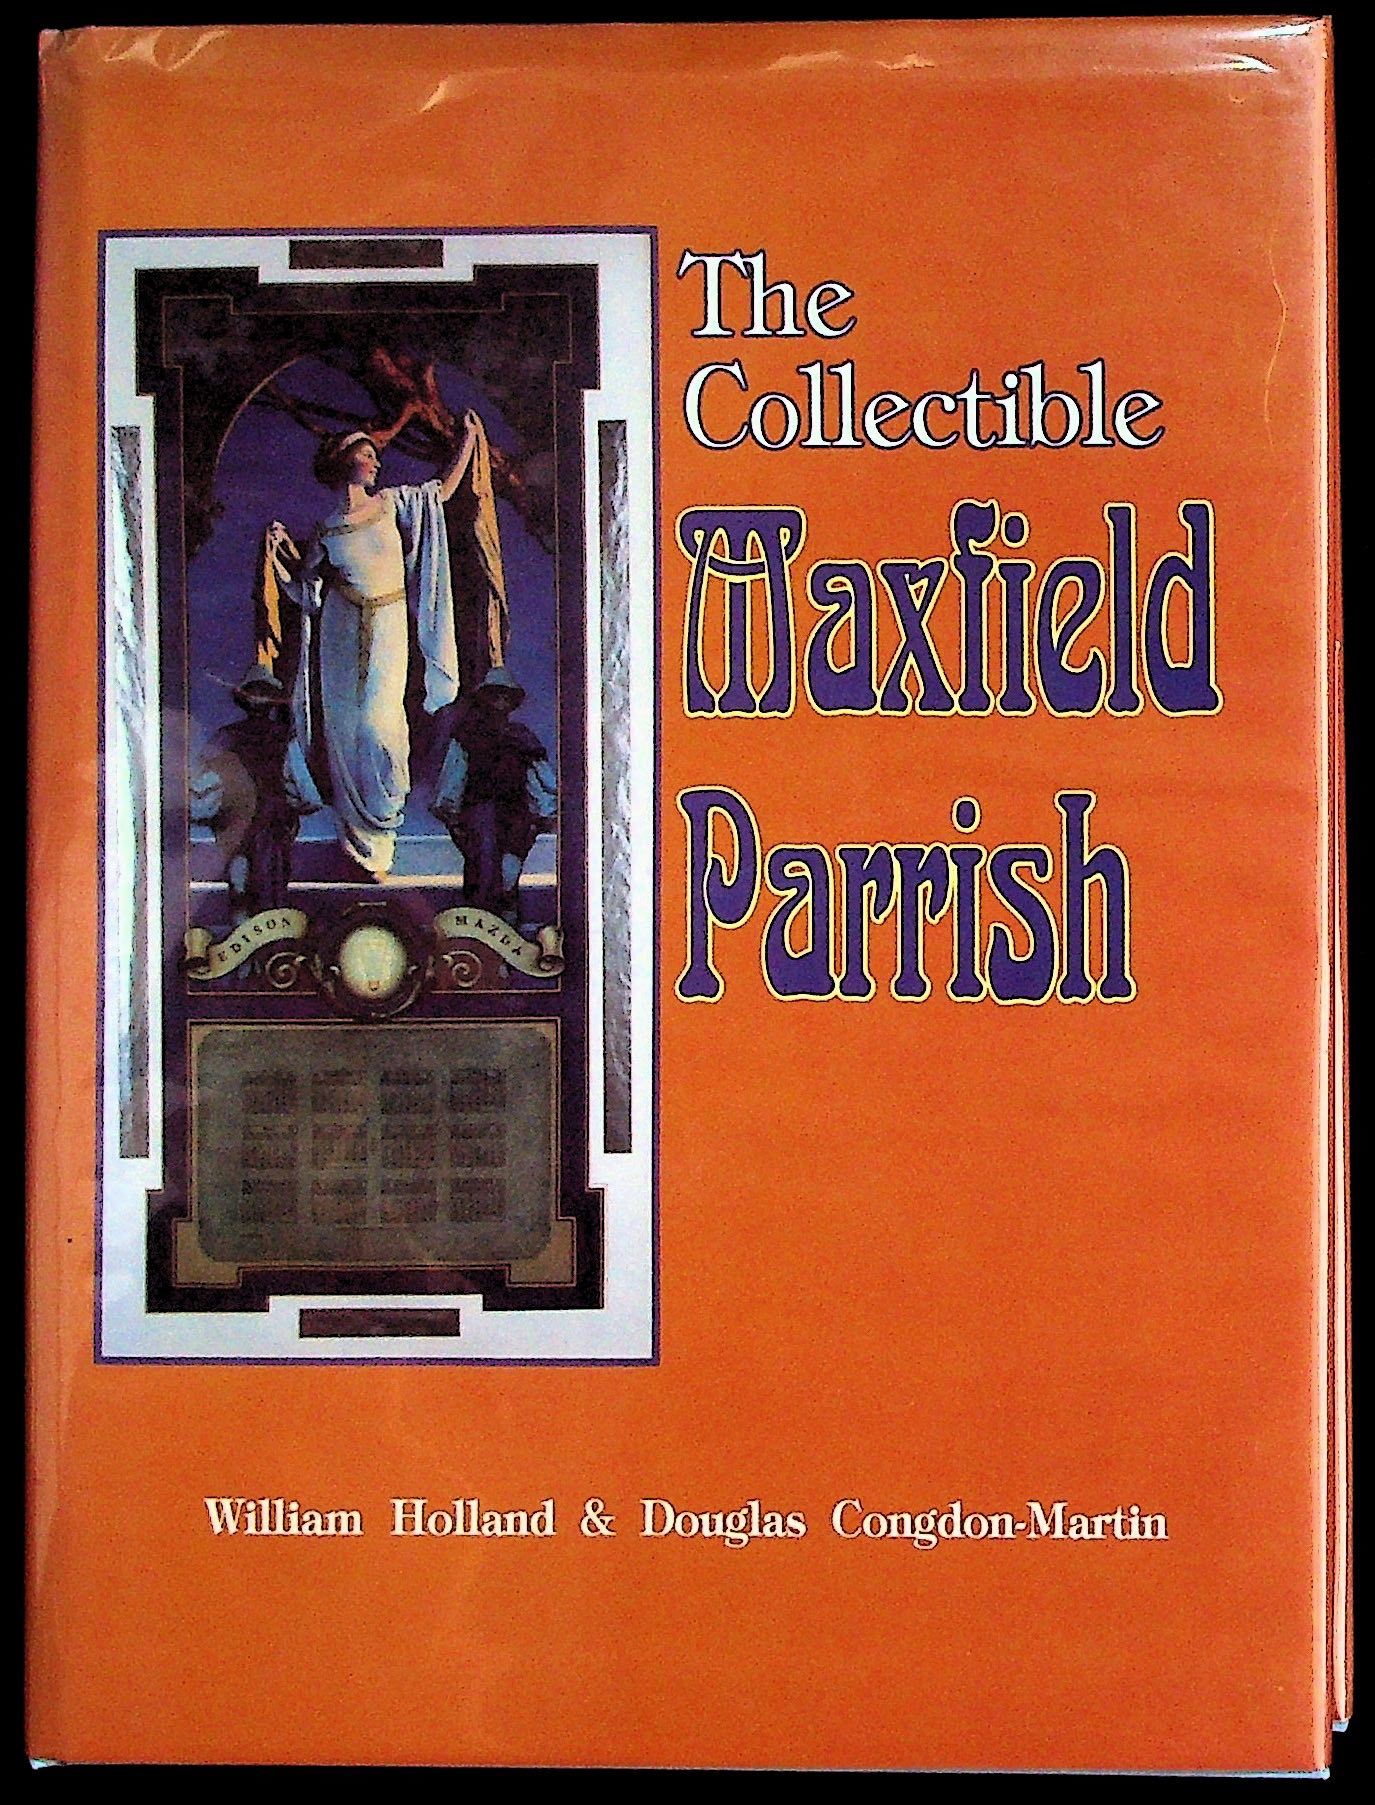 The
Collectible
Maxfield
Parrish
EDISON MAZDA
William Holland & Douglas Congdon-Martin